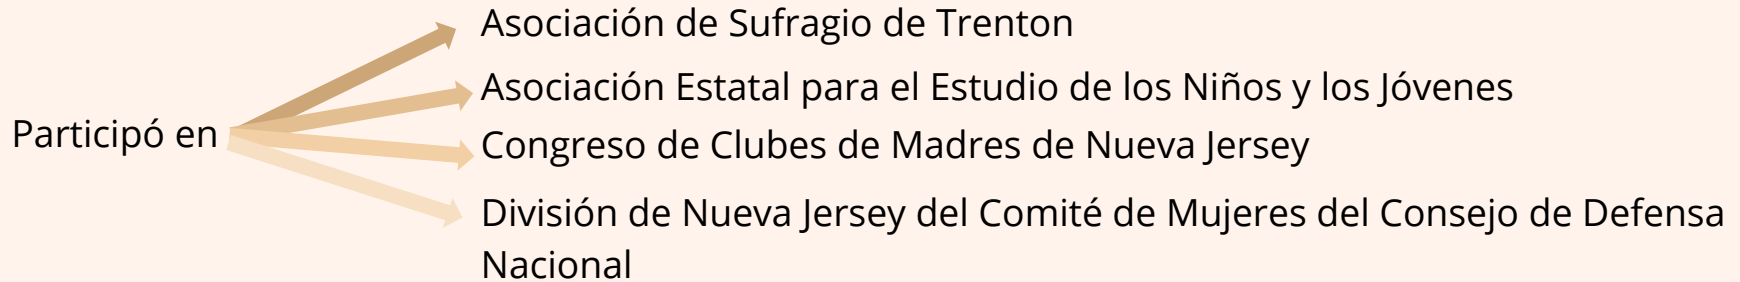 Asociación de Sufragio de Trenton
Asociación Estatal para el Estudio de los Niños y los Jóvenes
Participó en
Congreso de Clubes de Madres de Nueva Jersey
División de Nueva Jersey del Comité de Mujeres del Consejo de Defensa
Nacional